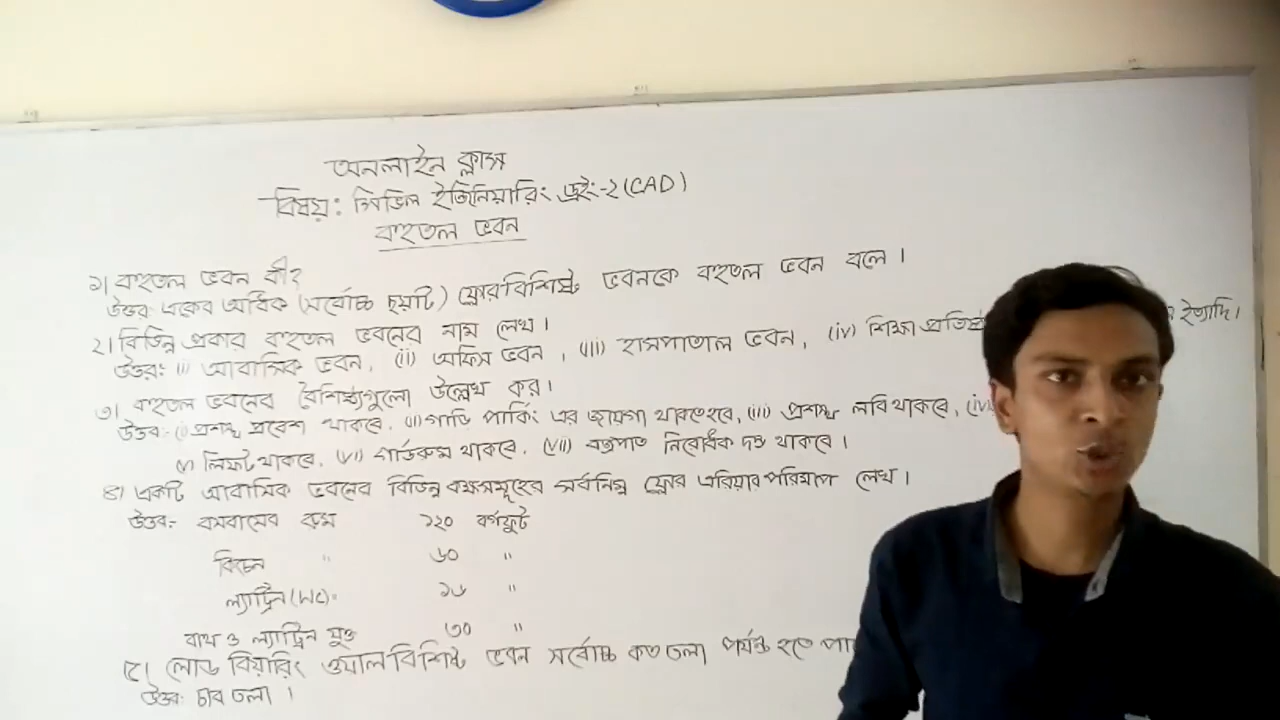 অনলাইন ক্লাস
বিষয়: সিভিল ইঞ্জিনিয়ারিং ড্রইং-২(CAD)
বহুতল ভবন
১। বহুতল ভবন কী?
উত্তর: একের অধিক (সর্বোচ্চ ছয়টি) ফ্লোর বিশিষ্ট ভবনকে বহুতল ভবন বলে।
২। বিভিন্ন প্রকার বহুতল ভবনের নাম লেখ।
উত্তর: (i) আবাসিক ভবন, (ii) অফিস ভবন, (iii) হাসপাতাল ভবন, (iv) শিক্ষা ইত্যাদি।
৩। বহুতল ভবনের বৈশিষ্ট্যগুলো উল্লেখ কর।
উত্তর:- (i) প্রশস্থ প্রবেশ থাকবে, (ii) গাড়ি পার্কিং এর জায়গা থাকতে হবে, (iii) প্রশস্থ লবি থাকবে, (iv)
(v) লিফট থাকবে, (vi) গার্ডরুম থাকবে, (vii) বজ্রপাত নিরোধক দন্ড থাকবে।
৪। একটি আবাসিক ভবনের বিভিন্ন কক্ষসমূহের সর্বনিম্ন ফ্লোর এরিয়ার পরিমাপ লেখ।
উত্তর:- বসবাসের রুম ১২০ বর্গফুট
কিচেন " ৬০ "
ল্যাট্রিন (WC)= ১৬ "
বাথ ও ল্যাট্রিন যুক্ত ৩০ "
৫। লোড বিয়ারিং ওয়াল বিশিষ্ট ভবন সর্বোচ্চ কত তলা পর্যন্ত হতে
উত্তর: চার তলা।